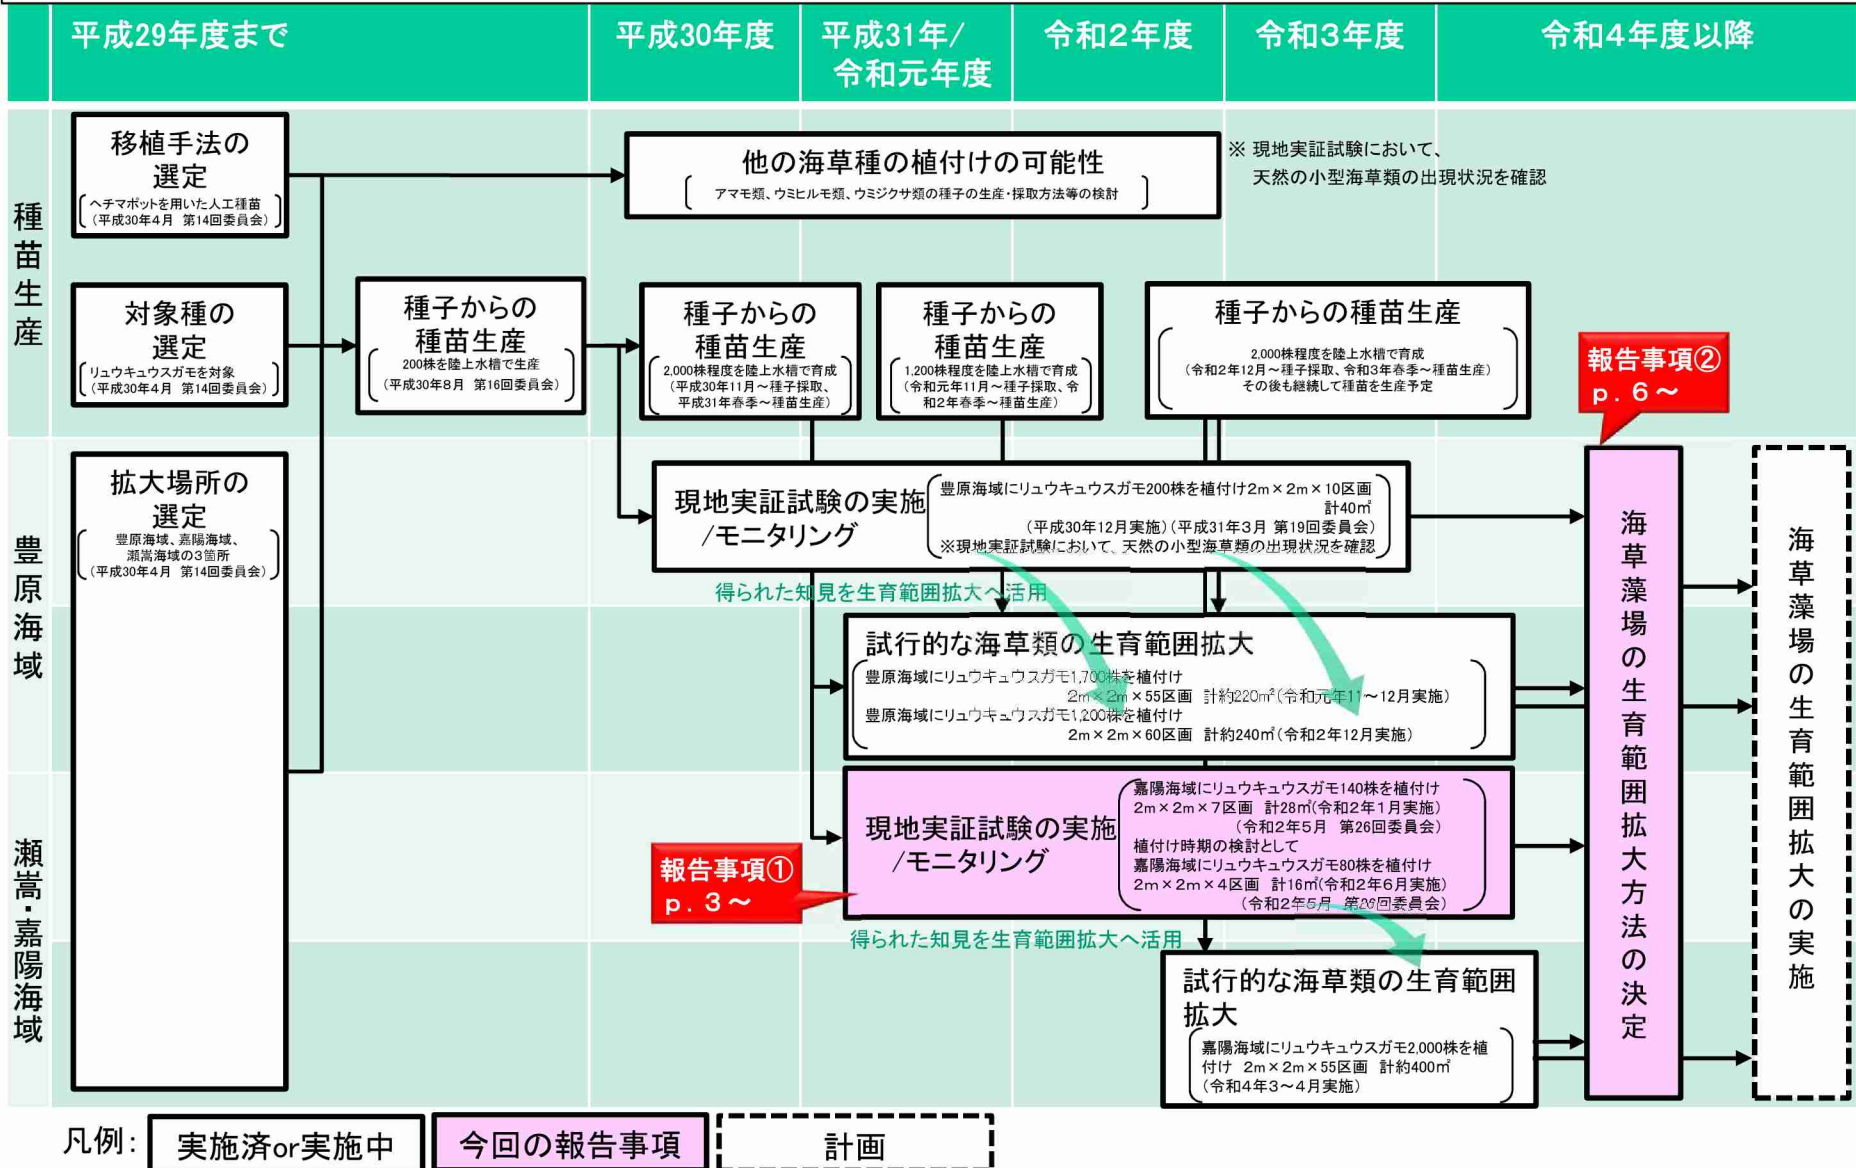 平成29年度まで
平成30年度
平成31年/
令和元年度
令和2年度
令和3年度
令和4年度以降
種苗生産
移植手法の
選定
ヘチマポットを用いた人工種苗
(平成30年4月 第14回委員会)
他の海草種の植付けの可能性
アマモ類、ウミヒルモ類、ウミジクサ類の種子の生産・採取方法等の検討
※ 現地実証試験において、
天然の小型海草類の出現状況を確認
対象種の
選定
リュウキュウスガモを対象
(平成30年4月 第14回委員会)
種子からの
種苗生産
200株を陸上水槽で生産
(平成30年8月 第16回委員会)
種子からの
種苗生産
2,000株程度を陸上水槽で育成
(平成30年11月~種子採取、
平成31年春季~種苗生産)
種子からの
種苗生産
1,200株程度を陸上水槽で育成
(令和元年11月~種子採取、令
和2年春季~種苗生産)
種子からの種苗生産
2,000株程度を陸上水槽で育成
(令和2年12月~種子採取、令和3年春季~種苗生産)
その後も継続して種苗を生産予定
報告事項②
p.6~
豊原海域
拡大場所の
選定
豊原海域、嘉陽海域、
瀬嵩海域の3箇所
(平成30年4月 第14回委員会)
現地実証試験の実施
/モニタリング
豊原海域にリュウキュウスガモ200株を植付け2m×2m×10区画
計40㎡
(平成30年12月実施)(平成31年3月 第19回委員会)
※現地実証試験において、天然の小型海草類の出現状況を確認
得られた知見を生育範囲拡大へ活用
試行的な海草類の生育範囲拡大
豊原海域にリュウキュウスガモ1,700株を植付け
2m×2m×55区画 計約220㎡(令和元年11~12月実施)
豊原海域にリュウキュウスガモ1,200株を植付け
2m×2m×60区画 計約240㎡(令和2年12月実施)
瀬嵩・嘉陽海域
現地実証試験の実施
/モニタリング
嘉陽海域にリュウキュウスガモ140株を植付け
2m×2m×7区画 計28㎡(令和2年1月実施)
(令和2年5月 第26回委員会)
植付け時期の検討として
嘉陽海域にリュウキュウスガモ80株を植付け
2m×2m×4区画 計16㎡(令和2年6月実施)
(令和2年5月 第26回委員会)
報告事項①
p.3~
得られた知見を生育範囲拡大へ活用
試行的な海草類の生育範囲
拡大
嘉陽海域にリュウキュウスガモ2,000株を植
付け 2m×2m×55区画 計約400㎡
(令和4年3~4月実施)
海草藻場の生育範囲拡大方法の決定
海草藻場の生育範囲拡大の実施
凡例:
実施済or実施中
今回の報告事項
計画